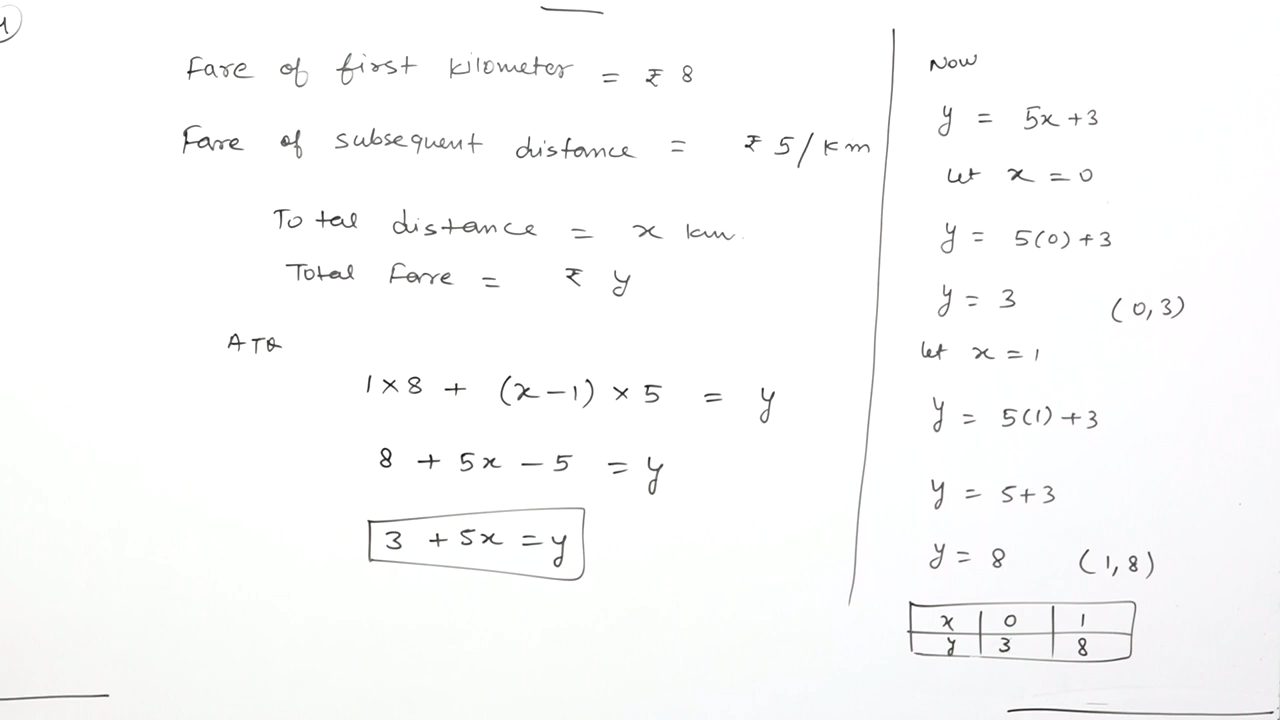 Fare of first kilometer = ₹ 8
Fare of subsequent distance = ₹ 5/km
Total distance = x km.
Total Farre = ₹ y
ATQ
1 × 8 + (x - 1) × 5 = y
8 + 5x - 5 = y
3 + 5x = y
Now
y = 5x + 3
let x = 0
y = 5(0) + 3
y = 3 (0, 3)
let x = 1
y = 5(1) + 3
y = 5 + 3
y = 8 (1, 8)
x 0 1
y 3 8